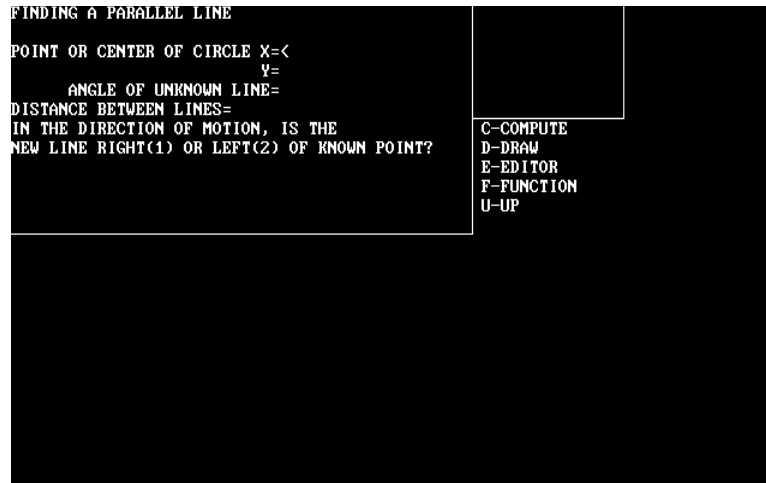 FINDING A PARALLEL LINE
POINT OR CENTER OF CIRCLE X=<
Y=
ANGLE OF UNKNOWN LINE=
DISTANCE BETWEEN LINES=
IN THE DIRECTION OF MOTION, IS THE
NEW LINE RIGHT(1) OR LEFT(2) OF KNOWN POINT?
C-COMPUTE
D-DRAW
E-EDITOR
F-FUNCTION
U-UP